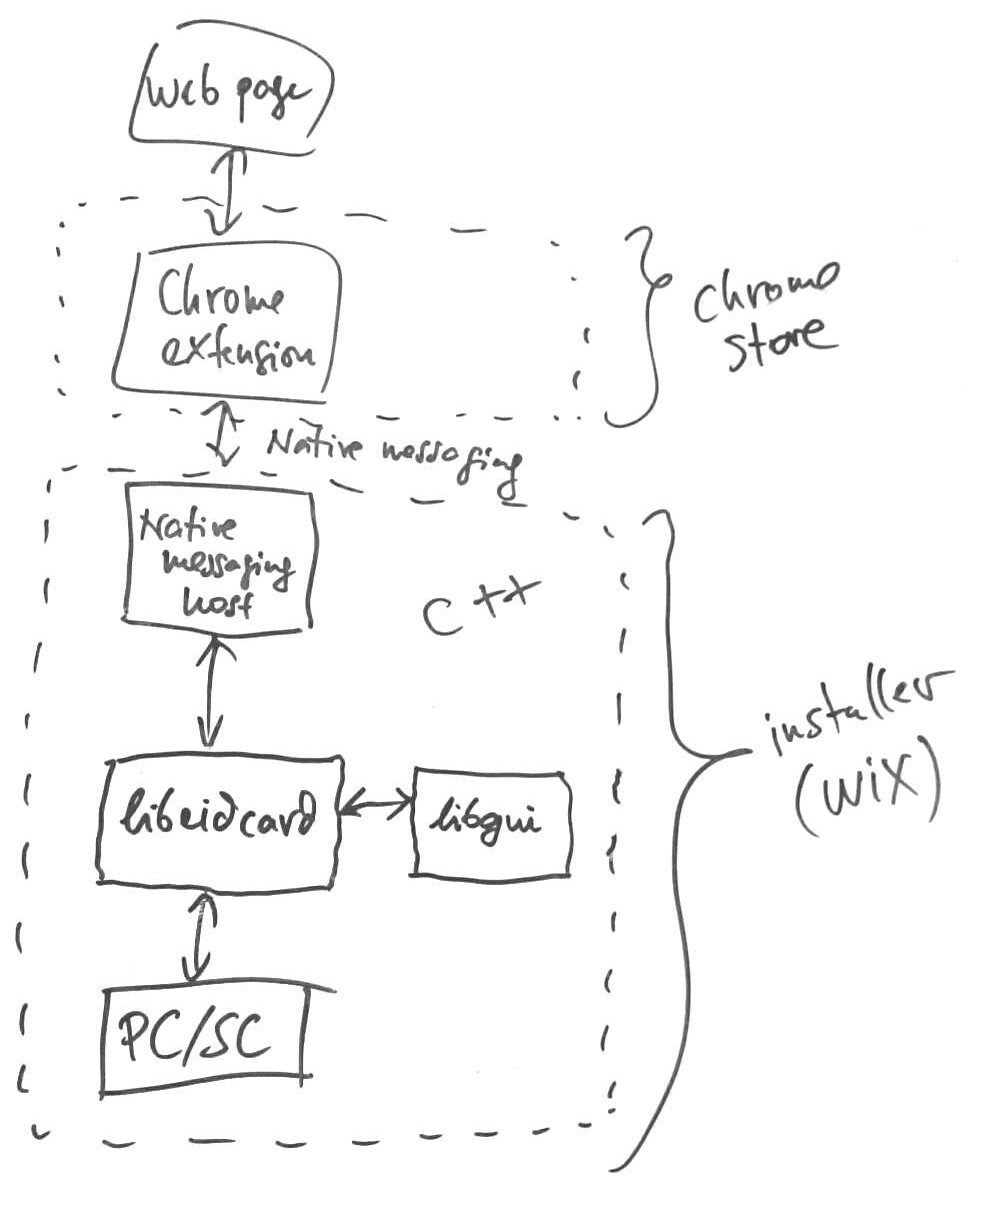 Web page
Chrome
extension
Chrome
store
Native messaging
Native
messaging
host
C++
installer
(WiX)
libeidcard
libgui
PC/SC